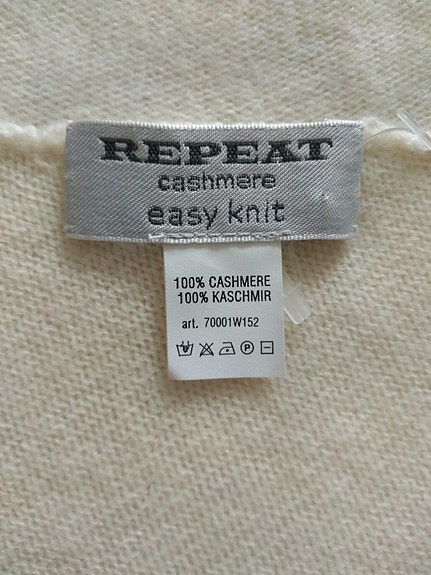 REPEAT
cashmere
easy knit
100% CASHMERE
100% KASCHMIR
art. 70001W152
P